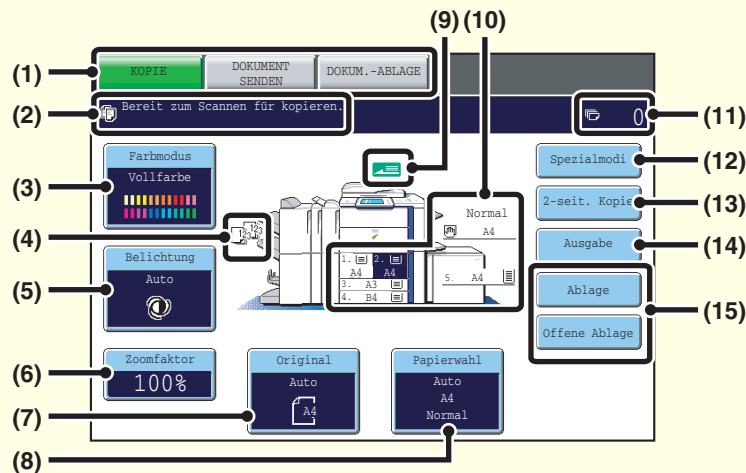 (9)
(10)
(1)
KOPIE
DOKUMENT
SENDEN
DOKUM.-ABLAGE
(2)
Bereit zum Scannen für kopieren.
0
(11)
Farbmodus
Vollfarbe
(3)
Spezialmodi
(12)
2-seit. Kopie
(13)
Normal
A4
(4)
123
123
Ausgabe
(14)
Belichtung
Auto
(5)
1.
2.
A4
A4
3. A3
4. B4
5. A4
Ablage
Offene Ablage
(15)
Zoomfaktor
100%
(6)
Original
Auto
A4
(7)
Papierwahl
Auto
A4
Normal
(8)